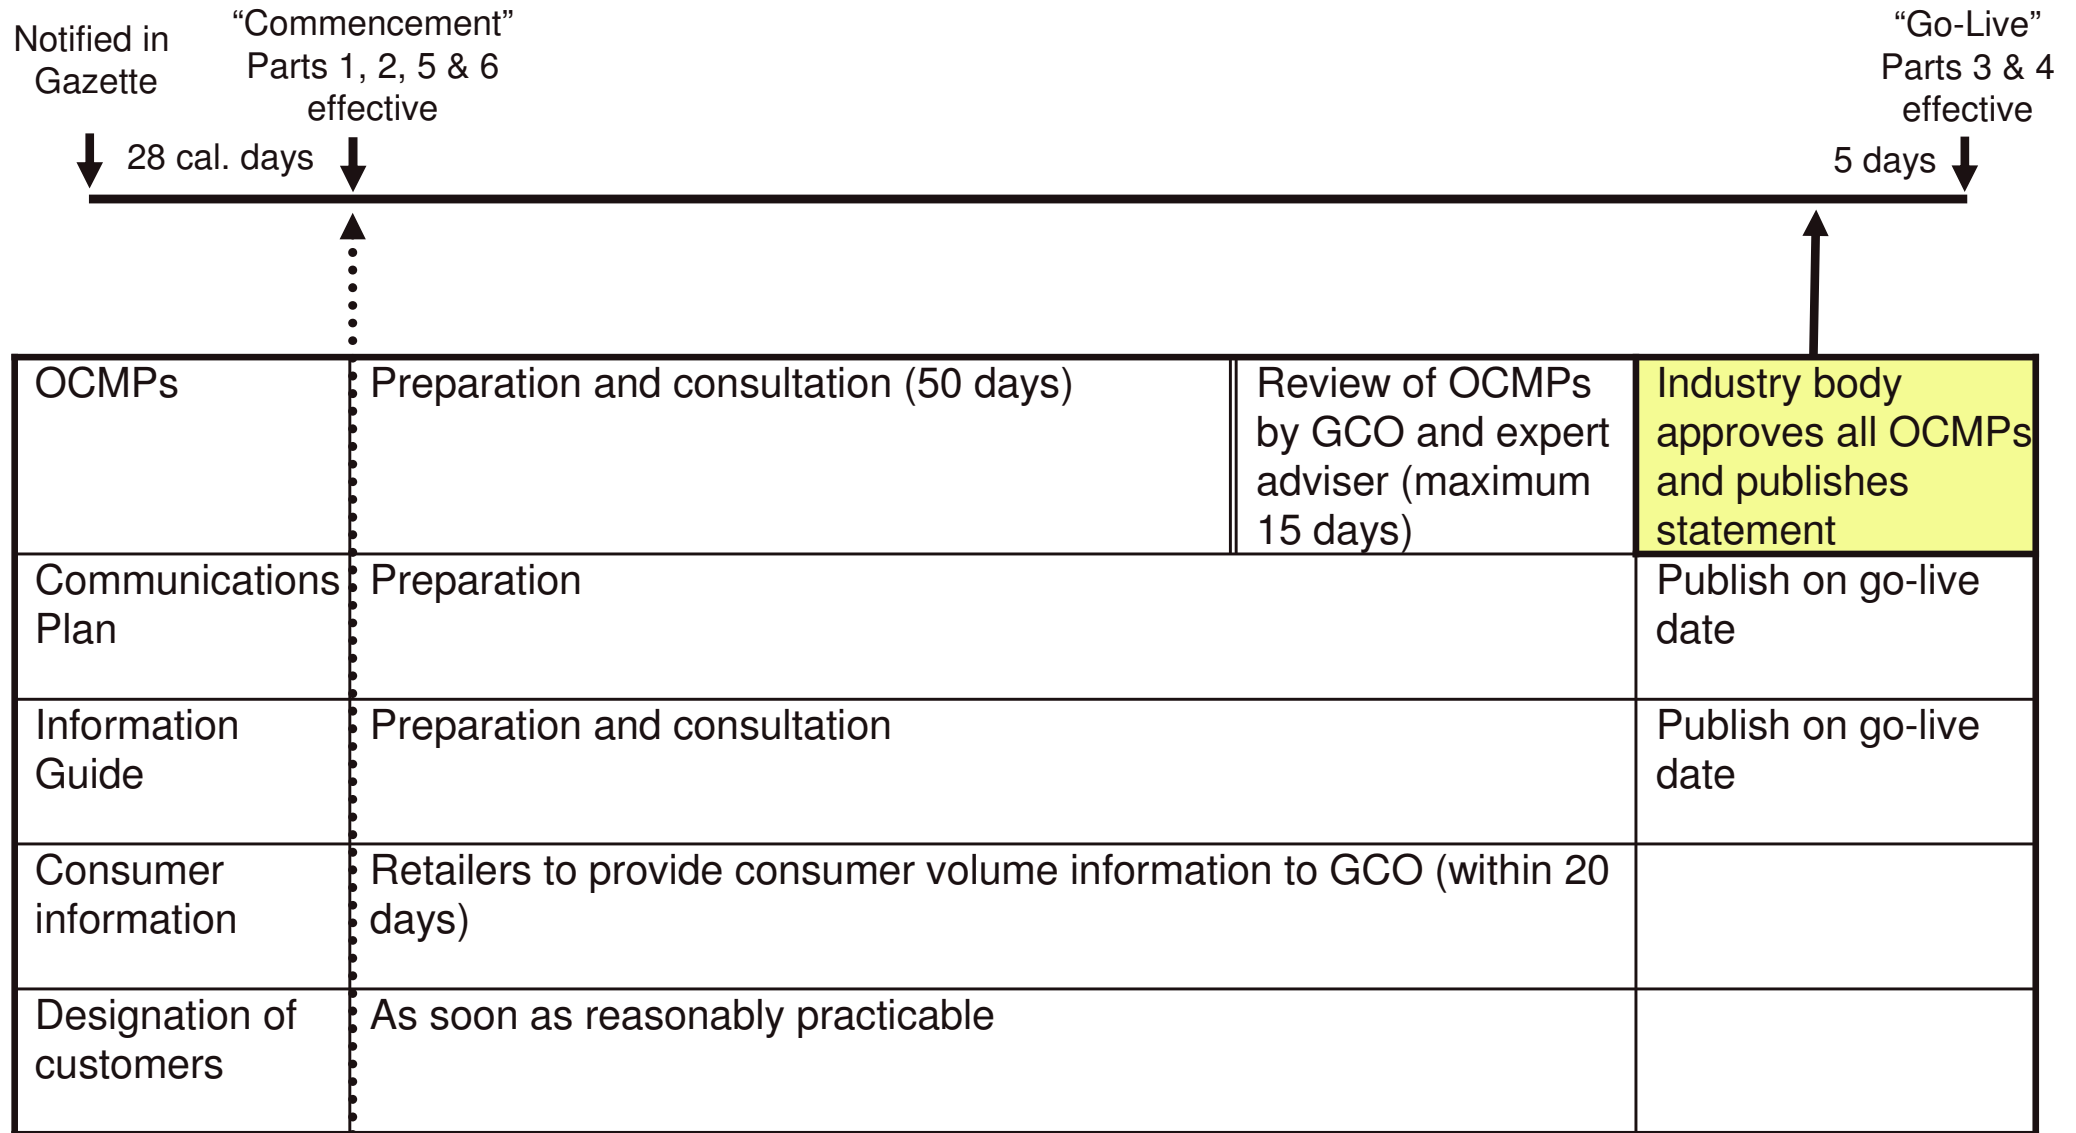 Notified in
Gazette
“Commencement”
Parts 1, 2, 5 & 6
effective
“Go-Live”
Parts 3 & 4
effective
28 cal. days
5 days
OCMPs
Preparation and consultation (50 days)
Review of OCMPs
by GCO and expert
adviser (maximum
15 days)
Industry body
approves all OCMPs
and publishes
statement
Communications
Plan
Preparation
Publish on go-live
date
Information
Guide
Preparation and consultation
Publish on go-live
date
Consumer
information
Retailers to provide consumer volume information to GCO (within 20
days)
Designation of
customers
As soon as reasonably practicable